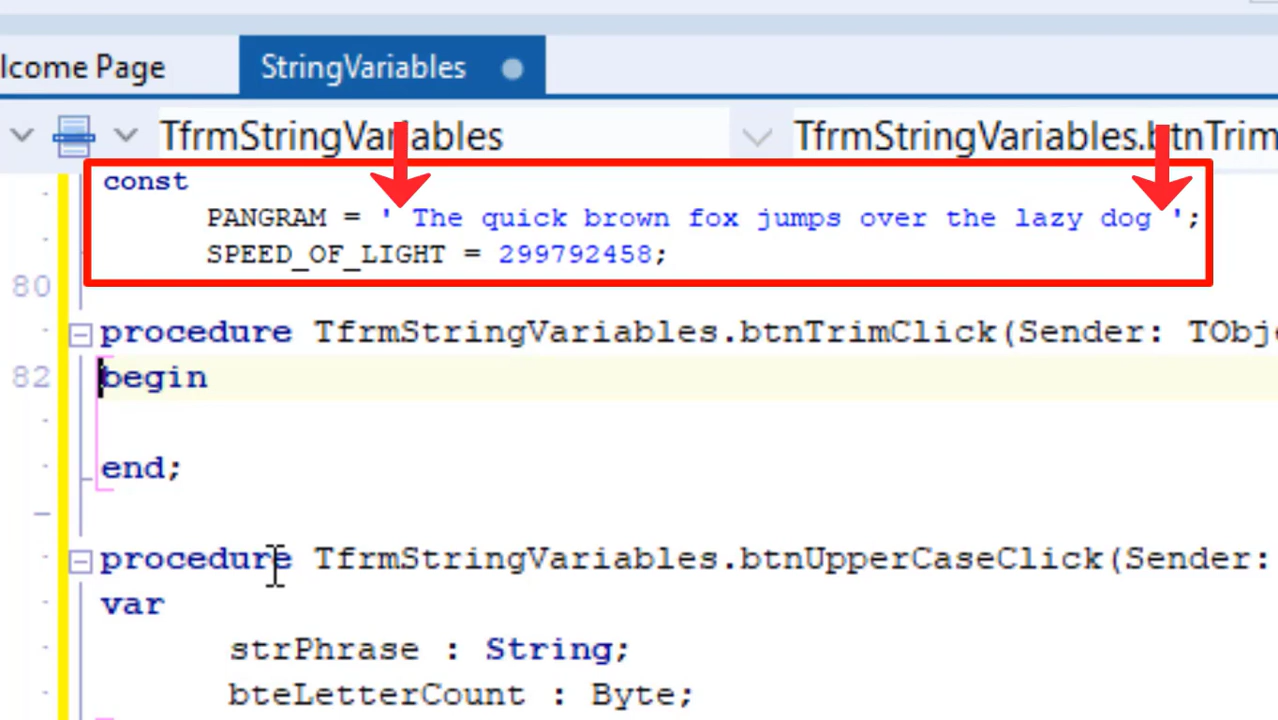 lcome Page
StringVariables
TfrmStringVariables TfrmStringVariables.btnTrim
const
PANGRAM = ' The quick brown fox jumps over the lazy dog ';
SPEED_OF_LIGHT = 299792458;
80
procedure TfrmStringVariables.btnTrimClick(Sender: TObj
82 begin
end;
procedure TfrmStringVariables.btnUpperCaseClick(Sender:
var
strPhrase : String;
bteLetterCount : Byte;